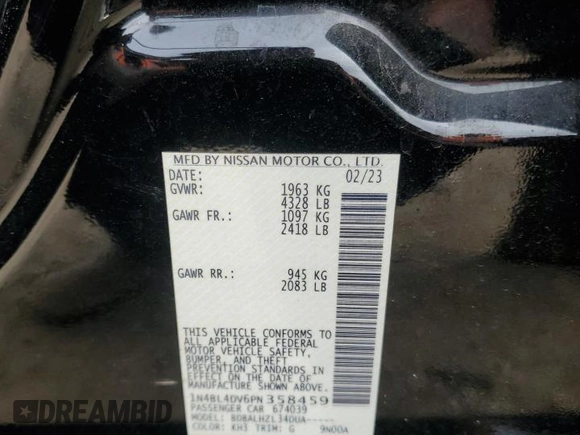 MFD BY NISSAN MOTOR CO., LTD.
DATE: 02/23
GVWR: 1963 KG
4328 LB
GAWR FR.: 1097 KG
2418 LB
GAWR RR.: 945 KG
2083 LB
THIS VEHICLE CONFORMS TO
ALL APPLICABLE FEDERAL
MOTOR VEHICLE SAFETY,
BUMPER, AND THEFT
PREVENTION STANDARDS IN
EFFECT ON THE DATE OF
MANUFACTURE SHOWN ABOVE.
1N4BL4DV6PN358459
PASSENGER CAR 674039
MODEL: BDBALHZL34DUA-----
COLOR: KH3 TRIM: G 9N00A
DREAMBID